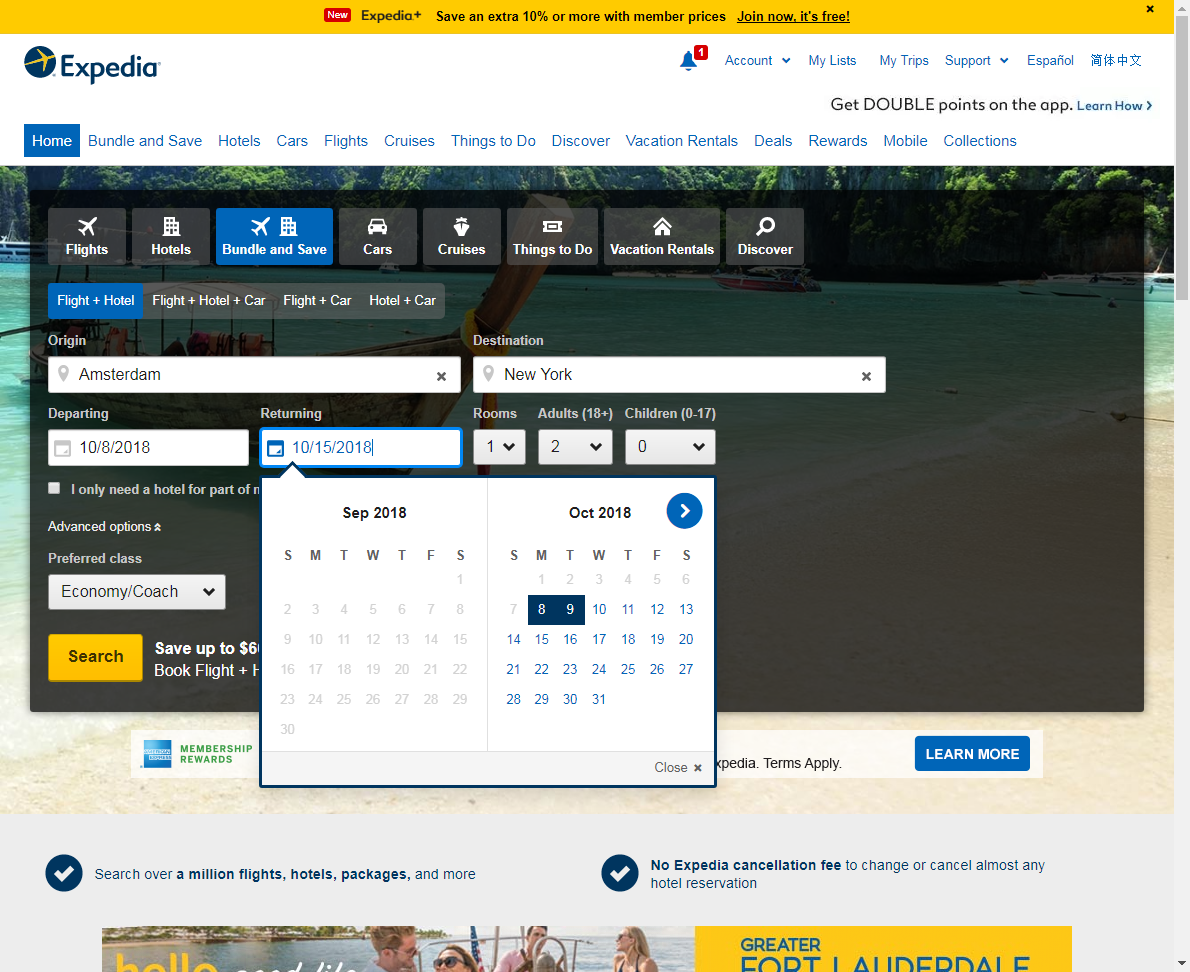 New Expedia+ Save an extra 10% or more with member prices Join now, it's free!
Expedia
1 Account My Lists My Trips Support Español 简体中文
Get DOUBLE points on the app. Learn How
Home Bundle and Save Hotels Cars Flights Cruises Things to Do Discover Vacation Rentals Deals Rewards Mobile Collections
Flights Hotels Bundle and Save Cars Cruises Things to Do Vacation Rentals Discover
Flight + Hotel Flight + Hotel + Car Flight + Car Hotel + Car
Origin Destination
Amsterdam New York
Departing Returning Rooms Adults (18+) Children (0-17)
10/8/2018 10/15/2018 1 2 0
I only need a hotel for part of
Advanced options
Preferred class
Economy/Coach
Search
Save up to $6
Book Flight +
Sep 2018
S M T W T F S
1
2 3 4 5 6 7 8
9 10 11 12 13 14 15
16 17 18 19 20 21 22
23 24 25 26 27 28 29
30
Oct 2018
S M T W T F S
1 2 3 4 5 6
7 8 9 10 11 12 13
14 15 16 17 18 19 20
21 22 23 24 25 26 27
28 29 30 31
Close
AMERICAN EXPRESS
MEMBERSHIP
REWARDS
xpedia. Terms Apply.
LEARN MORE
Search over a million flights, hotels, packages, and more
No Expedia cancellation fee to change or cancel almost any
hotel reservation
hello good life
GREATER
FORT LAUDERDALE